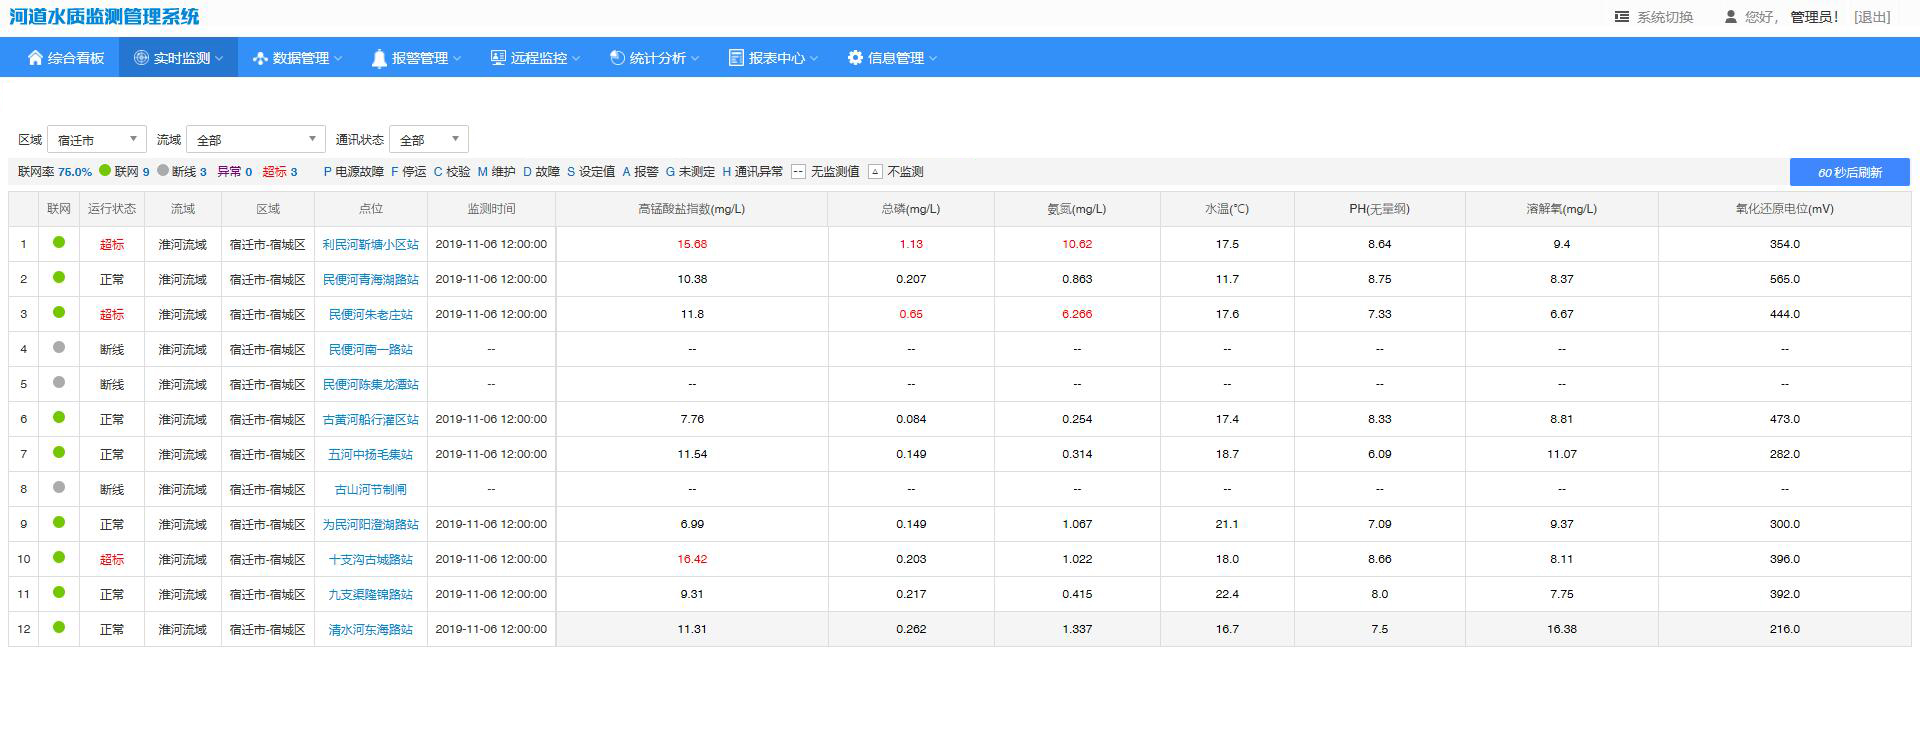 河道水质监测管理系统 系统切换 您好, 管理员! [退出]
综合看板 实时监测 数据管理 报警管理 远程监控 统计分析 报表中心 信息管理
区域 宿迁市 流域 全部 通讯状态 全部
联网率 75.0% 联网 9 断线 3 异常 0 超标 3 P 电源故障 F 停运 C 校验 M 维护 D 故障 S 设定值 A 报警 G 未测定 H 通讯异常 -- 无监测值 △ 不监测 60 秒后刷新
联网 运行状态 流域 区域 点位 监测时间 高锰酸盐指数(mg/L) 总磷(mg/L) 氨氮(mg/L) 水温(℃) PH(无量纲) 溶解氧(mg/L) 氧化还原电位(mV)
1 超标 淮河流域 宿迁市-宿城区 利民河靳塘小区站 2019-11-06 12:00:00 15.68 1.13 10.62 17.5 8.64 9.4 354.0
2 正常 淮河流域 宿迁市-宿城区 民便河青海湖路站 2019-11-06 12:00:00 10.38 0.207 0.863 11.7 8.75 8.37 565.0
3 超标 淮河流域 宿迁市-宿城区 民便河朱老庄站 2019-11-06 12:00:00 11.8 0.65 6.266 17.6 7.33 6.67 444.0
4 断线 淮河流域 宿迁市-宿城区 民便河南一路站 -- -- -- -- -- -- -- --
5 断线 淮河流域 宿迁市-宿城区 民便河陈集龙潭站 -- -- -- -- -- -- -- --
6 正常 淮河流域 宿迁市-宿城区 古黄河船行灌区站 2019-11-06 12:00:00 7.76 0.084 0.254 17.4 8.33 8.81 473.0
7 正常 淮河流域 宿迁市-宿城区 五河中扬毛集站 2019-11-06 12:00:00 11.54 0.149 0.314 18.7 6.09 11.07 282.0
8 断线 淮河流域 宿迁市-宿城区 古山河节制闸 -- -- -- -- -- -- -- --
9 正常 淮河流域 宿迁市-宿城区 为民河阳澄湖路站 2019-11-06 12:00:00 6.99 0.149 1.067 21.1 7.09 9.37 300.0
10 超标 淮河流域 宿迁市-宿城区 十支沟古城路站 2019-11-06 12:00:00 16.42 0.203 1.022 18.0 8.66 8.11 396.0
11 正常 淮河流域 宿迁市-宿城区 九支渠隆锦路站 2019-11-06 12:00:00 9.31 0.217 0.415 22.4 8.0 7.75 392.0
12 正常 淮河流域 宿迁市-宿城区 清水河东海路站 2019-11-06 12:00:00 11.31 0.262 1.337 16.7 7.5 16.38 216.0